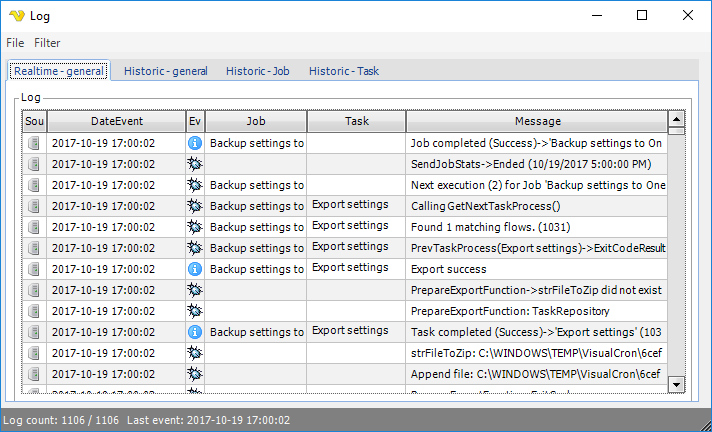 Log
File Filter
Realtime - general Historic - general Historic - Job Historic - Task
Log
Sou DateEvent Ev Job Task Message
2017-10-19 17:00:02 Backup settings to Job completed (Success)->'Backup settings to On
2017-10-19 17:00:02 SendJobStats->Ended (10/19/2017 5:00:00 PM)
2017-10-19 17:00:02 Backup settings to Next execution (2) for Job 'Backup settings to One
2017-10-19 17:00:02 Backup settings to Export settings Calling GetNextTaskProcess()
2017-10-19 17:00:02 Backup settings to Export settings Found 1 matching flows. (1031)
2017-10-19 17:00:02 Backup settings to Export settings PrevTaskProcess(Export settings)->ExitCodeResult
2017-10-19 17:00:02 Backup settings to Export settings Export success
2017-10-19 17:00:02 PrepareExportFunction->strFileToZip did not exist
2017-10-19 17:00:02 PrepareExportFunction: TaskRepository
2017-10-19 17:00:02 Backup settings to Export settings Task completed (Success)->'Export settings' (103
2017-10-19 17:00:02 strFileToZip: C:\WINDOWS\TEMP\VisualCron\6cef
2017-10-19 17:00:02 Append file: C:\WINDOWS\TEMP\VisualCron\6cef
Log count: 1106 / 1106 Last event: 2017-10-19 17:00:02